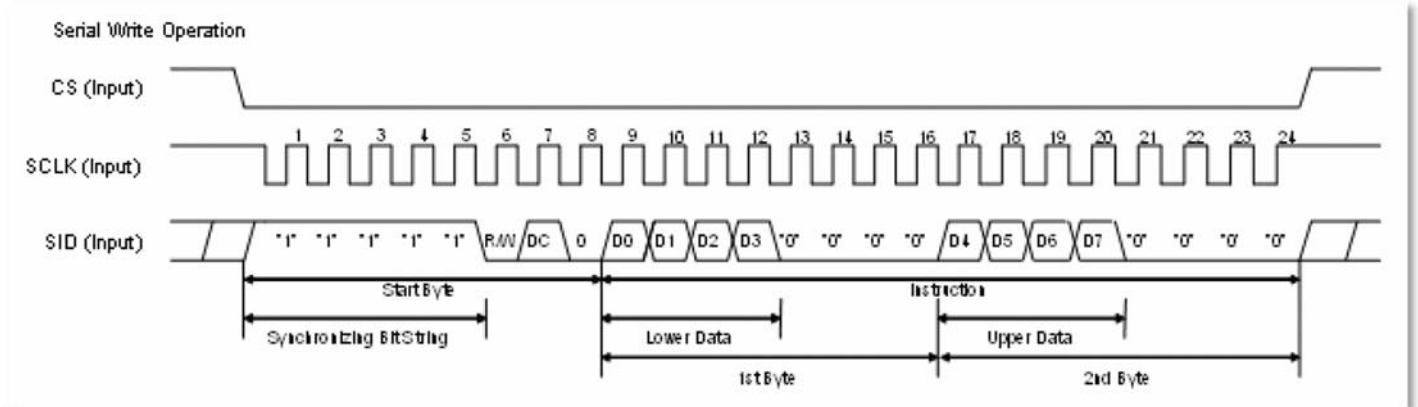 Serial Write Operation
CS (Input)
1 2 3 4 5 6 7 8 9 10 11 12 13 14 15 16 17 18 19 20 21 22 23 24
SCLK (Input)
SID (Input) "1" "1" "1" "1" "1" R/W DC 0 D0 D1 D2 D3 "0" "0" "0" "0" D4 D5 D6 D7 "0" "0" "0" "0"
Start Byte Instruction
Synchronizing Bit String Lower Data Upper Data
1st Byte 2nd Byte